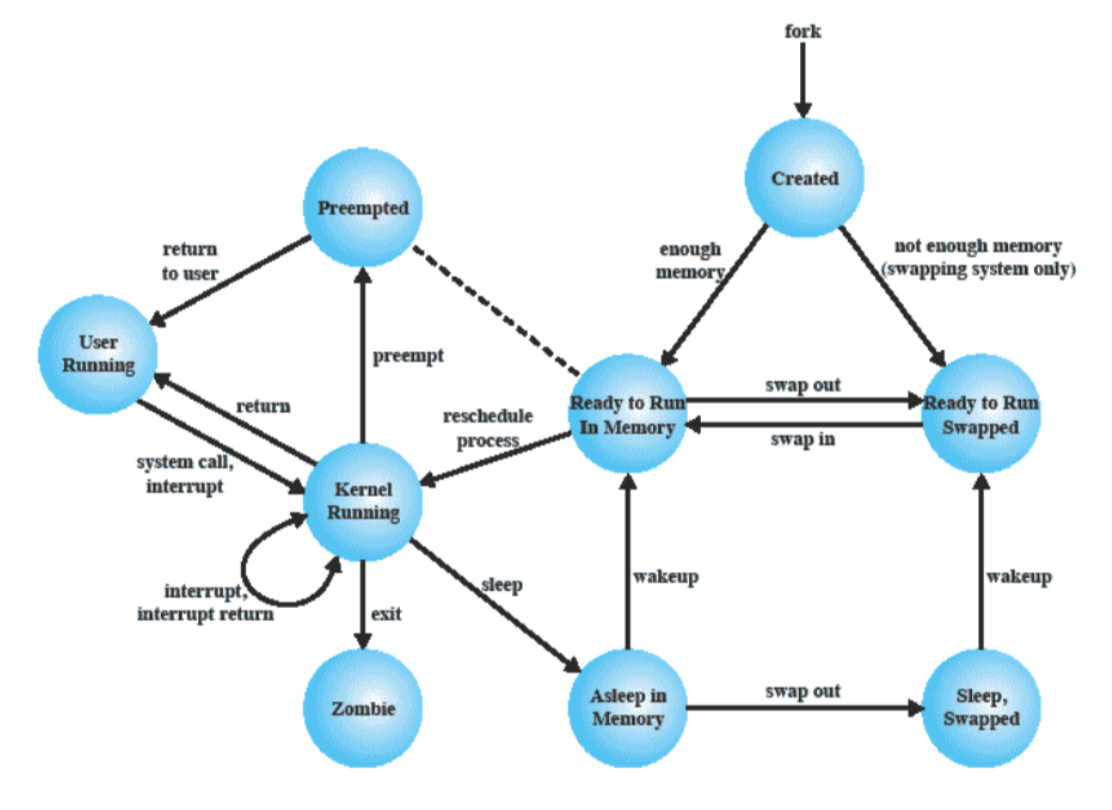 fork
Created
Preempted
return
to user
enough
memory
not enough memory
(swapping system only)
User
Running
preempt
return
reschedule
process
Ready to Run
In Memory
swap out
swap in
Ready to Run
Swapped
system call,
interrupt
Kernel
Running
interrupt,
interrupt return
sleep
wakeup
wakeup
exit
Zombie
Asleep in
Memory
swap out
Sleep,
Swapped